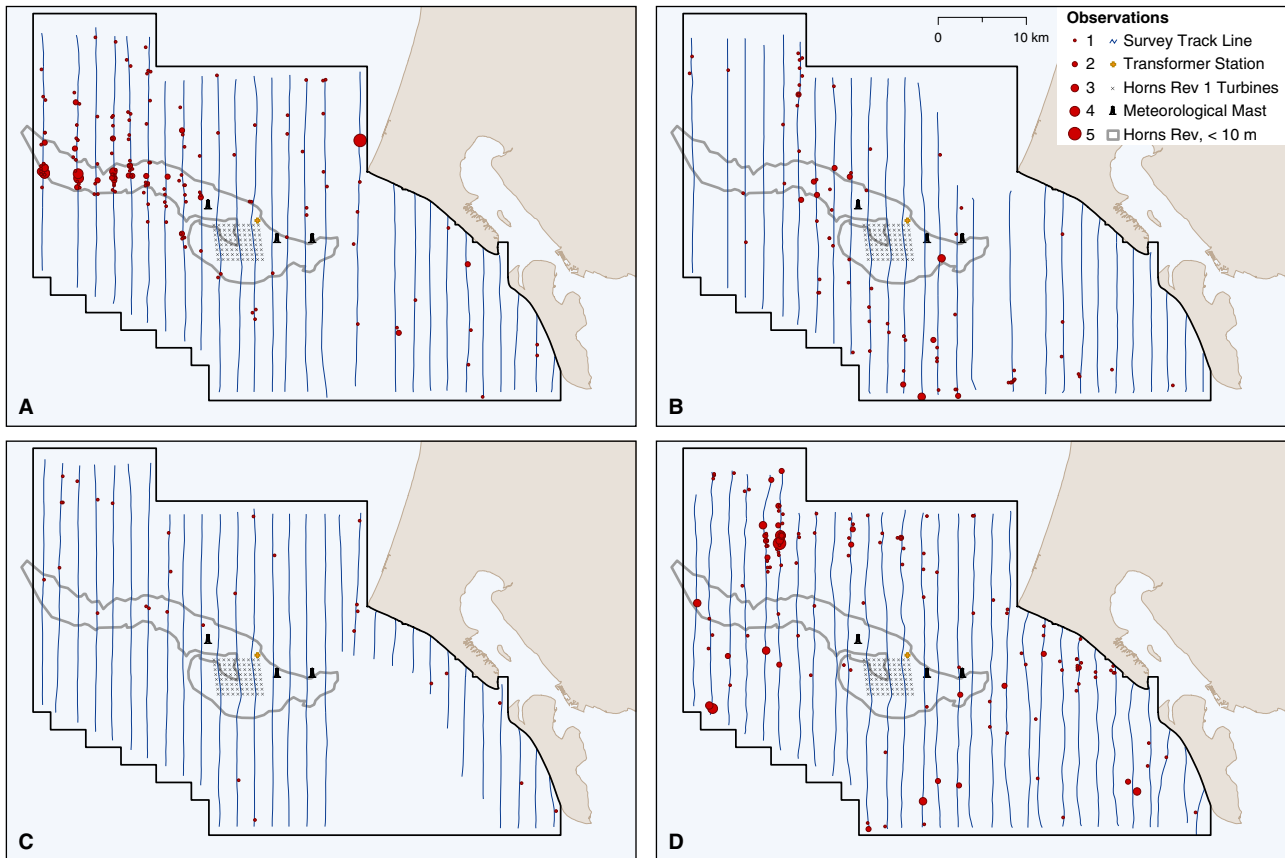 0 10 km
Observations
1 Survey Track Line
2 Transformer Station
3 Horns Rev 1 Turbines
4 Meteorological Mast
5 Horns Rev, < 10 m
A
B
C
D